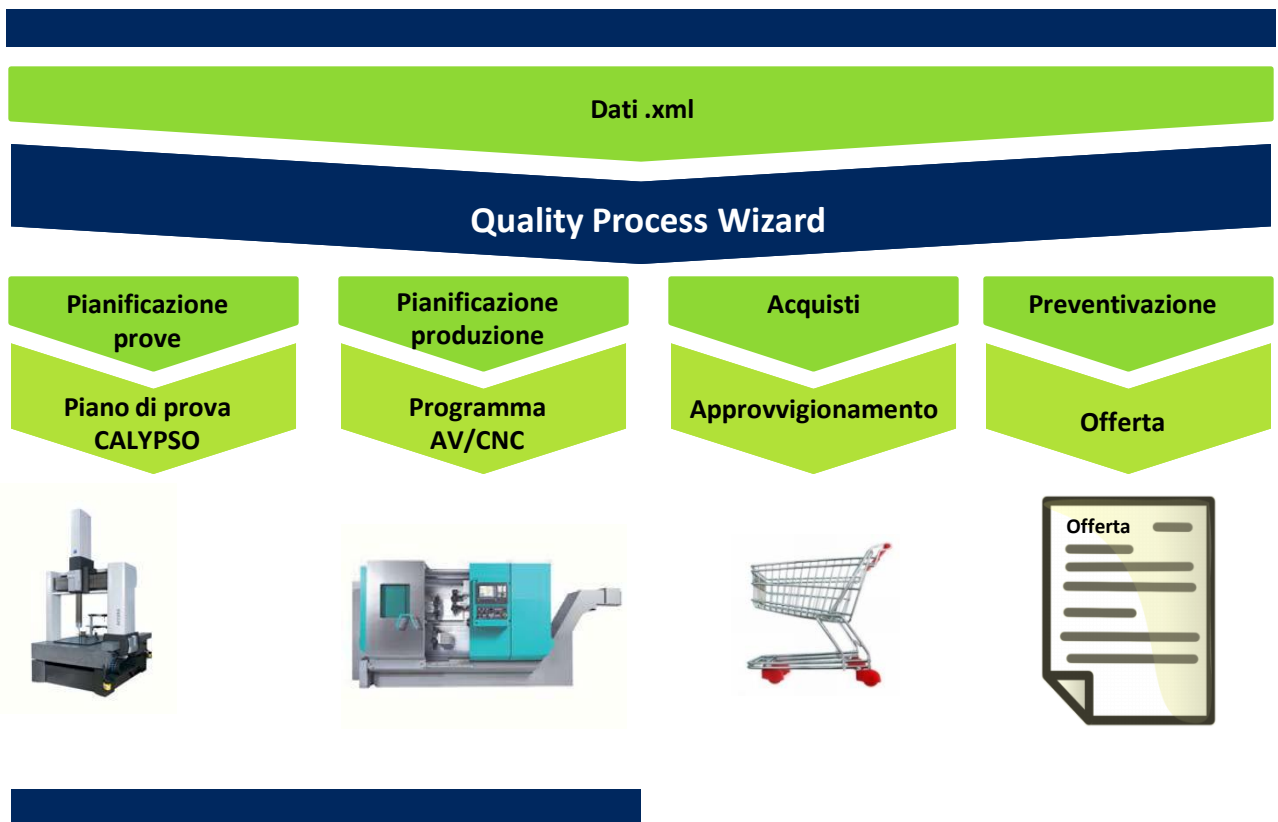 Dati .xml
Quality Process Wizard
Pianificazione
prove
Pianificazione
produzione
Acquisti
Preventivazione
Piano di prova
CALYPSO
Programma
AV/CNC
Approvvigionamento
Offerta
Offerta